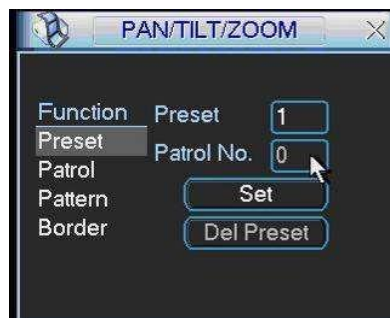 PAN/TILT/ZOOM
Function
Preset
Patrol
Pattern
Border
Preset 1
Patrol No. 0
Set
Del Preset